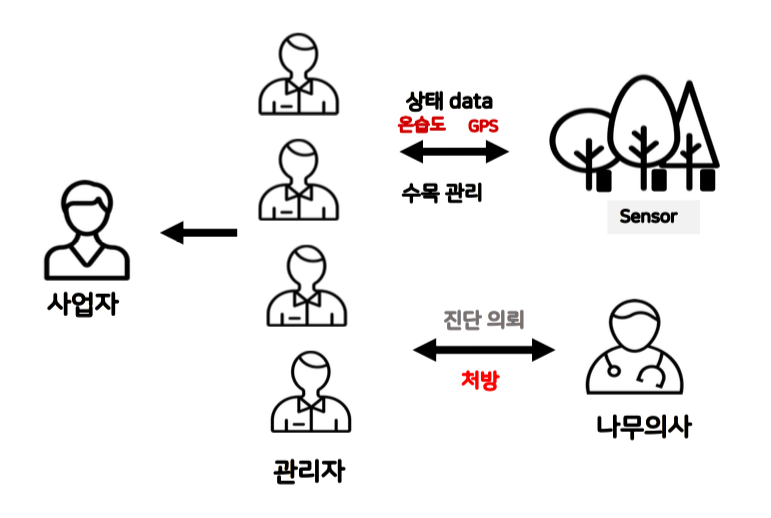 상태 data
온습도 GPS
수목 관리
Sensor
사업자
진단 의뢰
처방
나무의사
관리자